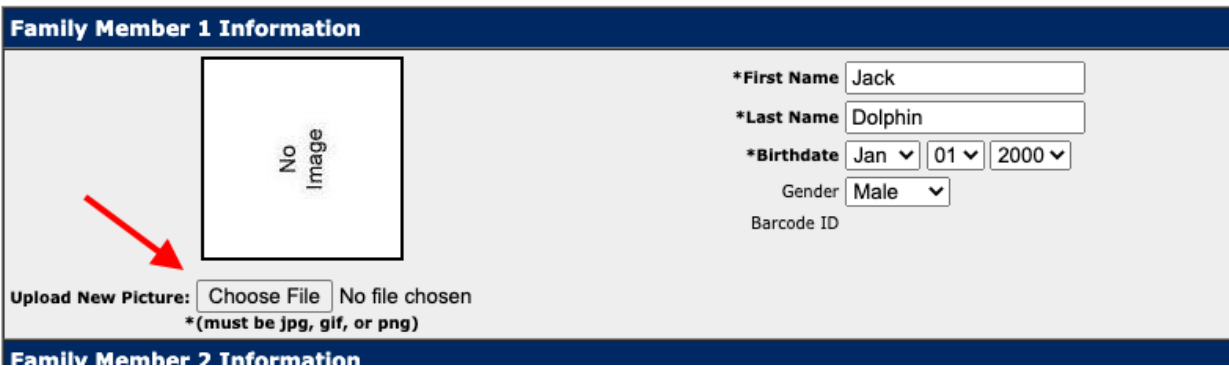 Family Member 1 Information
No
Image
*First Name Jack
*Last Name Dolphin
*Birthdate Jan 01 2000
Gender Male
Barcode ID
Upload New Picture: Choose File No file chosen
*(must be jpg, gif, or png)
Family Member 2 Information